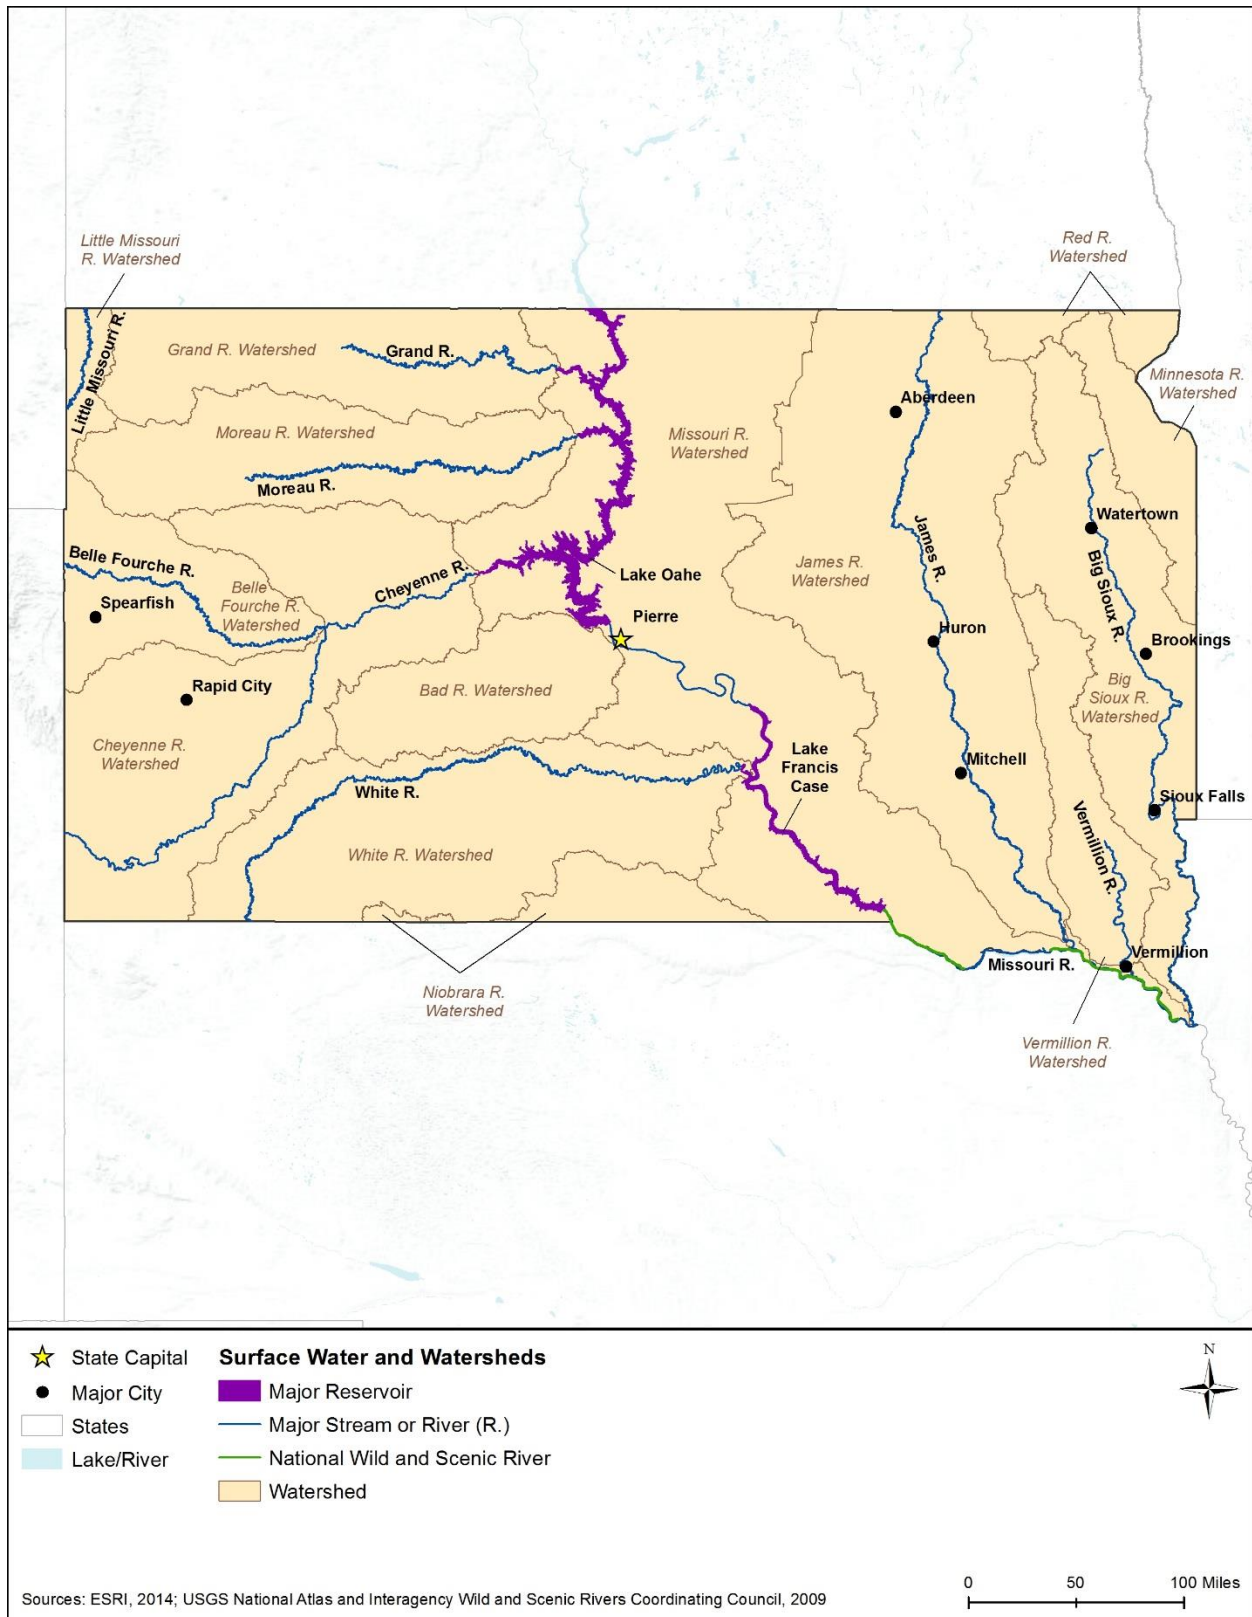 Little Missouri
R. Watershed
Red R.
Watershed
Little Missouri R.
Grand R. Watershed
Grand R.
Minnesota R.
Watershed
Aberdeen
Moreau R. Watershed
Missouri R.
Watershed
Moreau R.
Watertown
James R.
Belle Fourche R.
Cheyenne R.
Lake Oahe
James R.
Watershed
Big Sioux R.
Spearfish
Belle
Fourche R.
Watershed
Pierre
Huron
Brookings
Rapid City
Bad R. Watershed
Big
Sioux R.
Watershed
Cheyenne R.
Watershed
Lake
Francis
Case
Mitchell
White R.
Sioux Falls
White R. Watershed
Vermillion R.
Vermillion
Missouri R.
Niobrara R.
Watershed
Vermillion R.
Watershed
State Capital
Major City
States
Lake/River
Surface Water and Watersheds
Major Reservoir
Major Stream or River (R.)
National Wild and Scenic River
Watershed
N
0 50 100 Miles
Sources: ESRI, 2014; USGS National Atlas and Interagency Wild and Scenic Rivers Coordinating Council, 2009